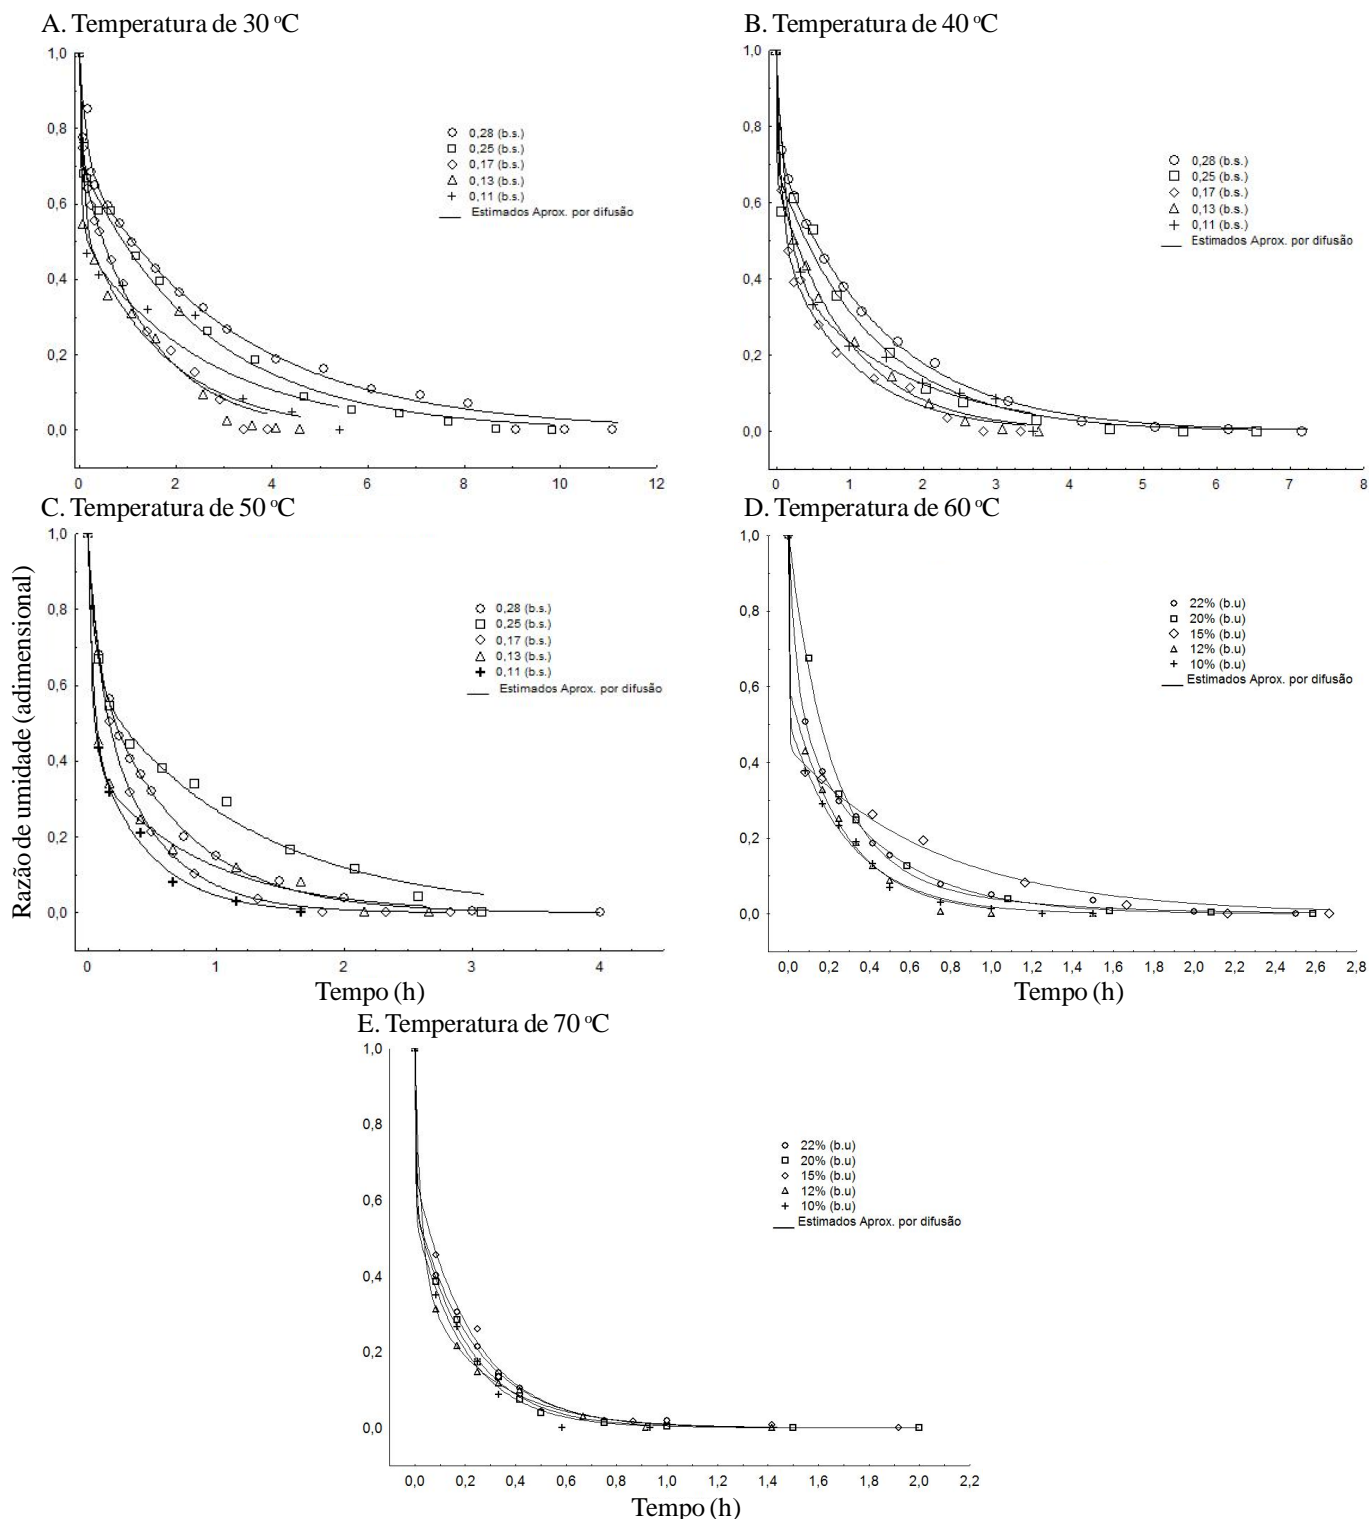 A. Temperatura de 30 °C
1,0
0,8
0,6
0,4
0,2
0,0
0 2 4 6 8 10 12
0,28 (b.s.)
0,25 (b.s.)
0,17 (b.s.)
0,13 (b.s.)
0,11 (b.s.)
Estimados Aprox. por difusão
B. Temperatura de 40 °C
1,0
0,8
0,6
0,4
0,2
0,0
0 1 2 3 4 5 6 7 8
0,28 (b.s.)
0,25 (b.s.)
0,17 (b.s.)
0,13 (b.s.)
0,11 (b.s.)
Estimados Aprox. por difusão
C. Temperatura de 50 °C
1,0
0,8
0,6
0,4
0,2
0,0
0 1 2 3 4
0,28 (b.s.)
0,25 (b.s.)
0,17 (b.s.)
0,13 (b.s.)
0,11 (b.s.)
Estimados Aprox. por difusão
Razão de umidade (adimensional)
Tempo (h)
D. Temperatura de 60 °C
1,0
0,8
0,6
0,4
0,2
0,0
0,0 0,2 0,4 0,6 0,8 1,0 1,2 1,4 1,6 1,8 2,0 2,2 2,4 2,6 2,8
22% (b.u)
20% (b.u)
15% (b.u)
12% (b.u)
10% (b.u)
Estimados Aprox. por difusão
Tempo (h)
E. Temperatura de 70 °C
1,0
0,8
0,6
0,4
0,2
0,0
0,0 0,2 0,4 0,6 0,8 1,0 1,2 1,4 1,6 1,8 2,0 2,2
22% (b.u)
20% (b.u)
15% (b.u)
12% (b.u)
10% (b.u)
Estimados Aprox. por difusão
Tempo (h)